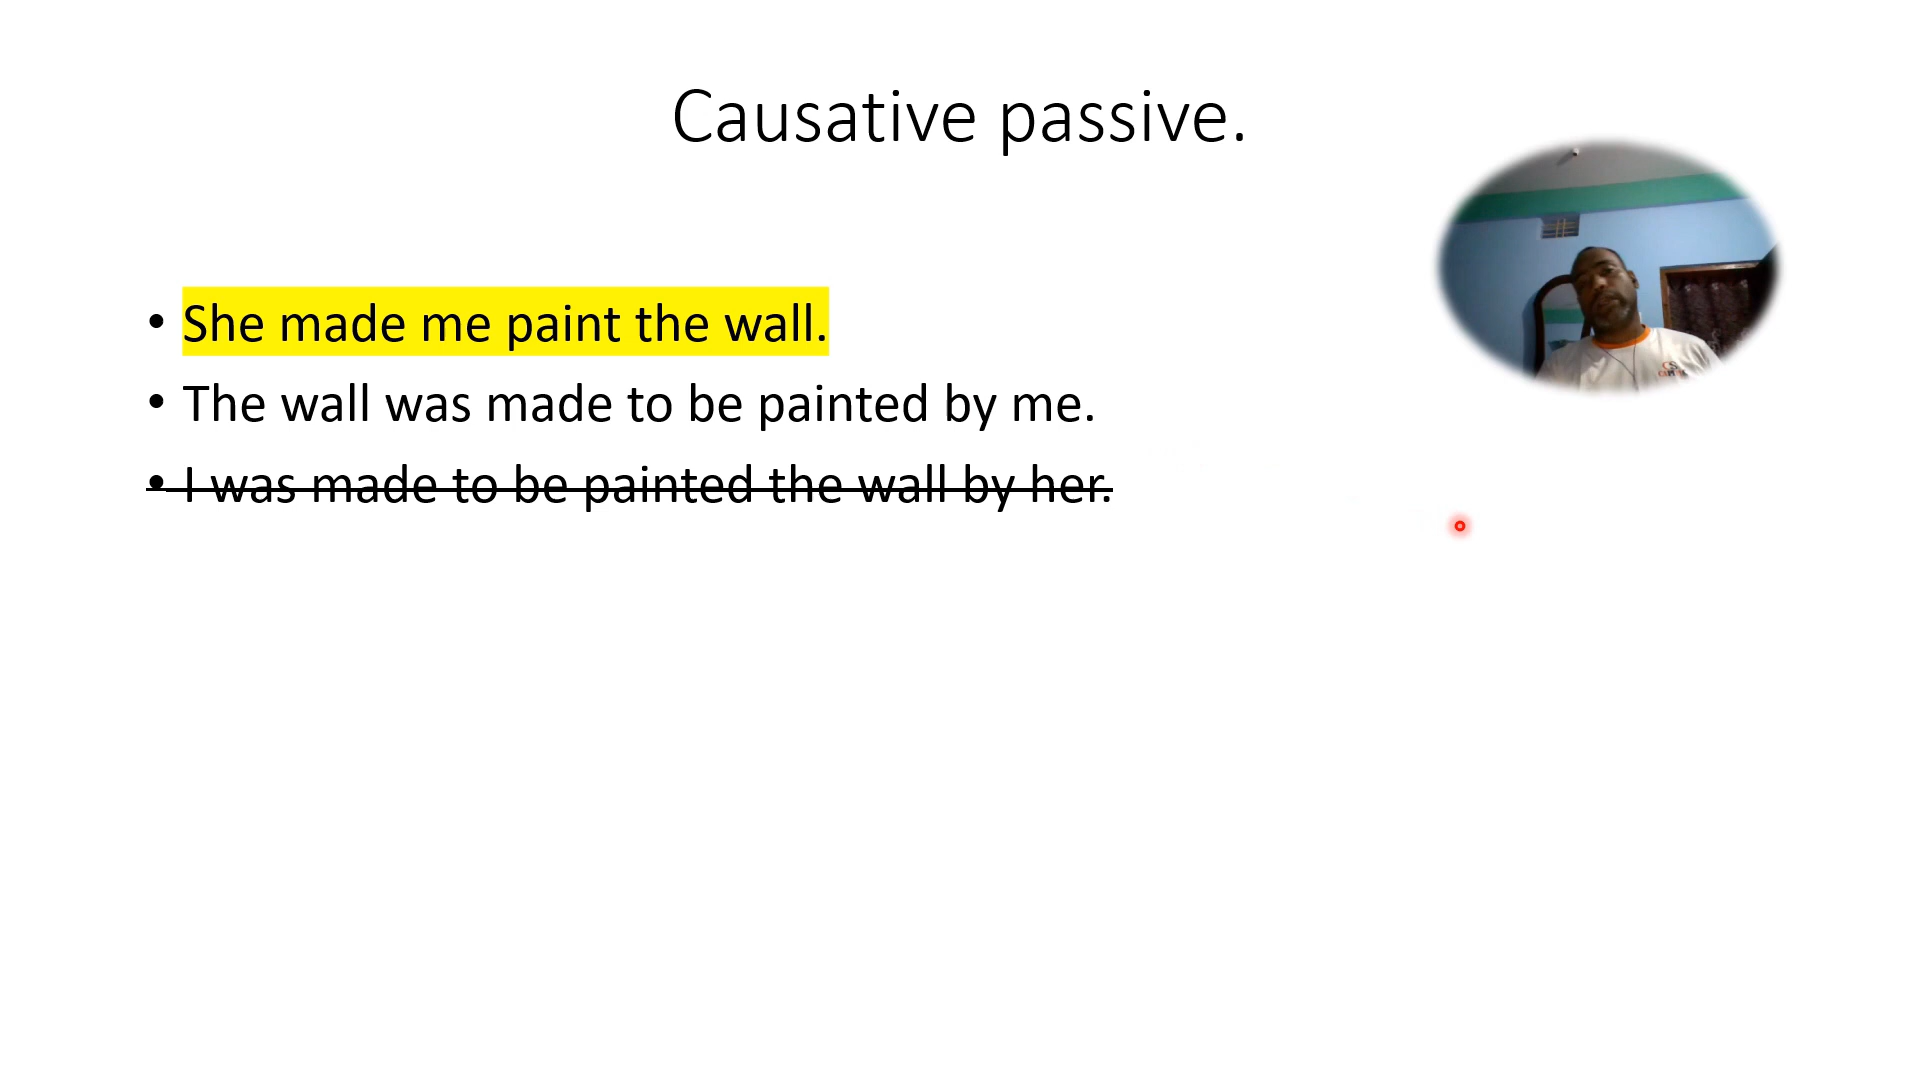 Causative passive.
• She made me paint the wall.
• The wall was made to be painted by me.
• I was made to be painted the wall by her.